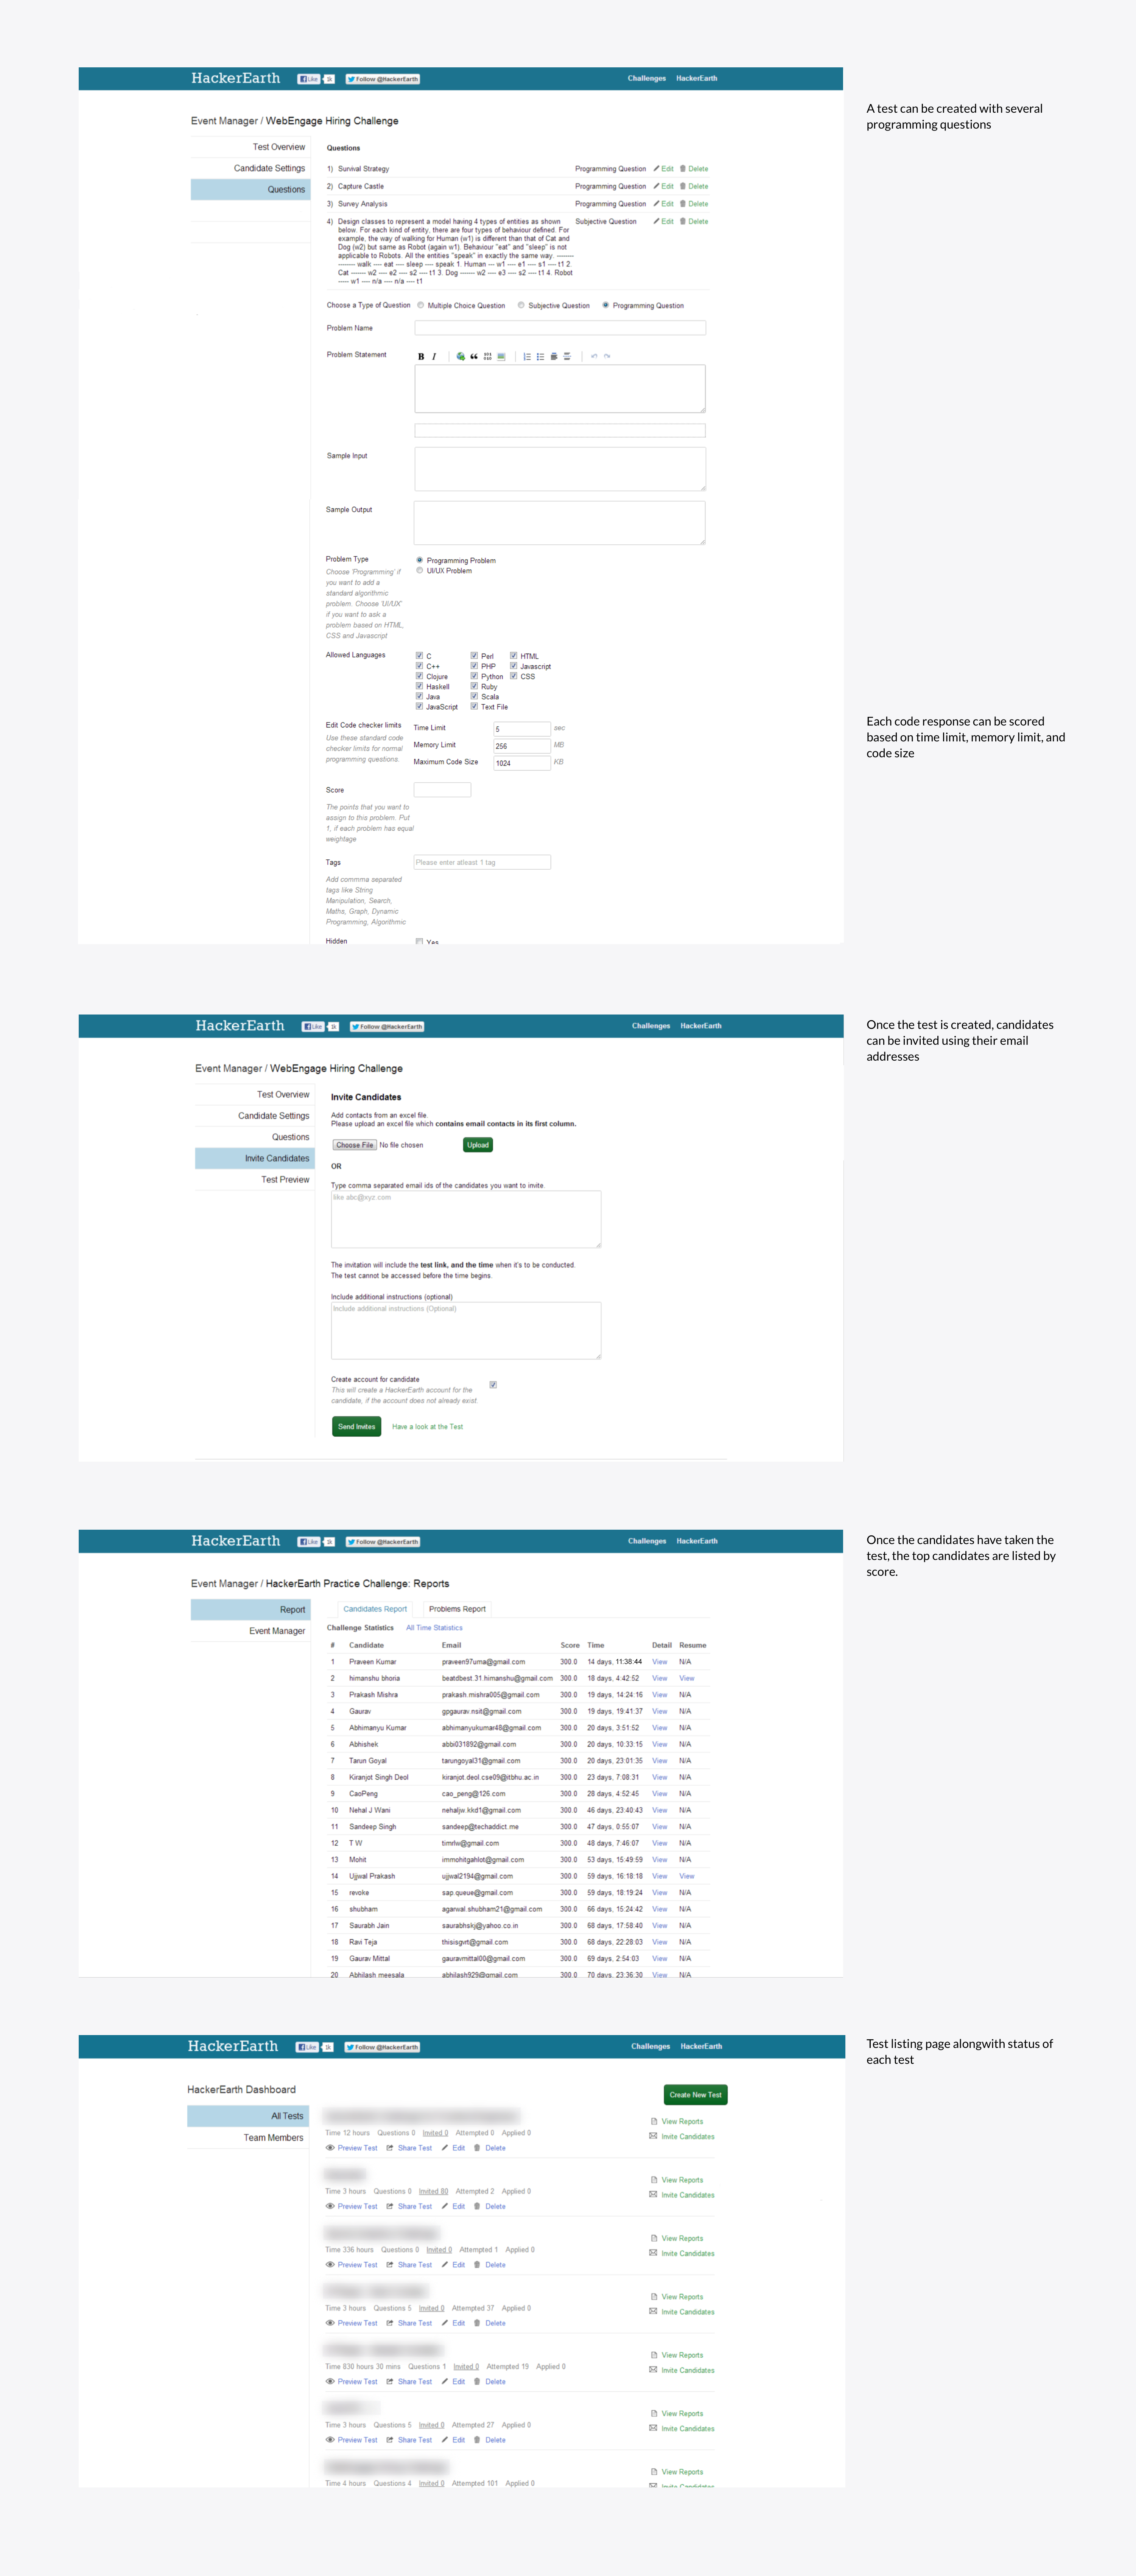 HackerEarth Like 1k Follow @HackerEarth Challenges HackerEarth
A test can be created with several
programming questions
Event Manager / WebEngage Hiring Challenge
Test Overview
Candidate Settings
Questions
Questions
1) Survival Strategy Programming Question Edit Delete
2) Capture Castle Programming Question Edit Delete
3) Survey Analysis Programming Question Edit Delete
4) Design classes to represent a model having 4 types of entities as shown Subjective Question Edit Delete
below. For each kind of entity, there are four types of behaviour defined. For
example, the way of walking for Human (w1) is different than that of Cat and
Dog (w2) but same as Robot (again w1). Behaviour "eat" and "sleep" is not
applicable to Robots. All the entities "speak" in exactly the same way. --------
-------- walk ---- eat ---- sleep ---- speak 1. Human --- w1 ---- e1 ---- s1 ---- t1 2.
Cat ------ w2 ---- e2 ---- s2 ---- t1 3. Dog ------ w2 ---- e3 ---- s2 ---- t1 4. Robot
---- w1 ---- n/a ---- n/a ---- t1
Choose a Type of Question Multiple Choice Question Subjective Question Programming Question
Problem Name
Problem Statement B I
Sample Input
Sample Output
Problem Type
Programming Problem
UI/UX Problem
Choose 'Programming' if
you want to add a
standard algorithmic
problem. Choose 'UI/UX'
if you want to ask a
problem based on HTML,
CSS and Javascript
Allowed Languages
C Perl HTML
C++ PHP Javascript
Clojure Python CSS
Haskell Ruby
Java Scala
JavaScript Text File
Edit Code checker limits
Use these standard code
checker limits for normal
programming questions.
Time Limit 5 sec
Memory Limit 256 MB
Maximum Code Size 1024 KB
Each code response can be scored
based on time limit, memory limit, and
code size
Score
The points that you want to
assign to this problem. Put
1, if each problem has equal
weightage
Tags Please enter atleast 1 tag
Add commma separated
tags like String
Manipulation, Search,
Maths, Graph, Dynamic
Programming, Algorithmic
Hidden Yes
HackerEarth Like 1k Follow @HackerEarth Challenges HackerEarth
Once the test is created, candidates
can be invited using their email
addresses
Event Manager / WebEngage Hiring Challenge
Test Overview
Candidate Settings
Questions
Invite Candidates
Test Preview
Invite Candidates
Add contacts from an excel file.
Please upload an excel file which contains email contacts in its first column.
Choose File No file chosen Upload
OR
Type comma separated email ids of the candidates you want to invite.
like abc@xyz.com
The invitation will include the test link, and the time when it's to be conducted.
The test cannot be accessed before the time begins.
Include additional instructions (optional)
Include additional instructions (Optional)
Create account for candidate
This will create a HackerEarth account for the
candidate, if the account does not already exist.
Send Invites Have a look at the Test
HackerEarth Like 1k Follow @HackerEarth Challenges HackerEarth
Once the candidates have taken the
test, the top candidates are listed by
score.
Event Manager / HackerEarth Practice Challenge: Reports
Report
Event Manager
Candidates Report Problems Report
Challenge Statistics All Time Statistics
# Candidate Email Score Time Detail Resume
1 Praveen Kumar praveen97uma@gmail.com 300.0 14 days, 11:38:44 View N/A
2 himanshu bhoria beatdbest.31.himanshu@gmail.com 300.0 18 days, 4:42:52 View View
3 Prakash Mishra prakash.mishra005@gmail.com 300.0 19 days, 14:24:16 View N/A
4 Gaurav gpgaurav.nsit@gmail.com 300.0 19 days, 19:41:37 View N/A
5 Abhimanyu Kumar abhimanyukumar48@gmail.com 300.0 20 days, 3:51:52 View N/A
6 Abhishek abbi031892@gmail.com 300.0 20 days, 10:33:15 View N/A
7 Tarun Goyal tarungoyal31@gmail.com 300.0 20 days, 23:01:35 View N/A
8 Kiranjot Singh Deol kiranjot.deol.cse09@itbhu.ac.in 300.0 23 days, 7:08:31 View N/A
9 CaoPeng cao_peng@126.com 300.0 28 days, 4:52:45 View N/A
10 Nehal J Wani nehaljw.kkd1@gmail.com 300.0 46 days, 23:40:43 View N/A
11 Sandeep Singh sandeep@techaddict.me 300.0 47 days, 0:55:07 View N/A
12 T W timrlw@gmail.com 300.0 48 days, 7:46:07 View N/A
13 Mohit immohitgahlot@gmail.com 300.0 53 days, 15:49:59 View N/A
14 Ujjwal Prakash ujjwal2194@gmail.com 300.0 59 days, 16:18:18 View View
15 revoke sap.queue@gmail.com 300.0 59 days, 18:19:24 View N/A
16 shubham agarwal.shubham21@gmail.com 300.0 66 days, 15:24:42 View N/A
17 Saurabh Jain saurabhskj@yahoo.co.in 300.0 68 days, 17:58:40 View N/A
18 Ravi Teja thisisgvrt@gmail.com 300.0 68 days, 22:28:03 View N/A
19 Gaurav Mittal gauravmittal00@gmail.com 300.0 69 days, 2:54:03 View N/A
20 Abhilash meesala abhilash929@gmail.com 300.0 70 days, 23:36:30 View N/A
HackerEarth Like 1k Follow @HackerEarth Challenges HackerEarth
Test listing page alongwith status of
each test
HackerEarth Dashboard Create New Test
All Tests
Team Members
View Reports
Time 12 hours Questions 0 Invited 0 Attempted 0 Applied 0 Invite Candidates
Preview Test Share Test Edit Delete
View Reports
Time 3 hours Questions 0 Invited 80 Attempted 2 Applied 0 Invite Candidates
Preview Test Share Test Edit Delete
View Reports
Time 336 hours Questions 0 Invited 0 Attempted 1 Applied 0 Invite Candidates
Preview Test Share Test Edit Delete
View Reports
Time 3 hours Questions 5 Invited 0 Attempted 37 Applied 0 Invite Candidates
Preview Test Share Test Edit Delete
View Reports
Time 830 hours 30 mins Questions 1 Invited 0 Attempted 19 Applied 0 Invite Candidates
Preview Test Share Test Edit Delete
View Reports
Time 3 hours Questions 5 Invited 0 Attempted 27 Applied 0 Invite Candidates
Preview Test Share Test Edit Delete
View Reports
Time 4 hours Questions 4 Invited 0 Attempted 101 Applied 0 Invite Candidates